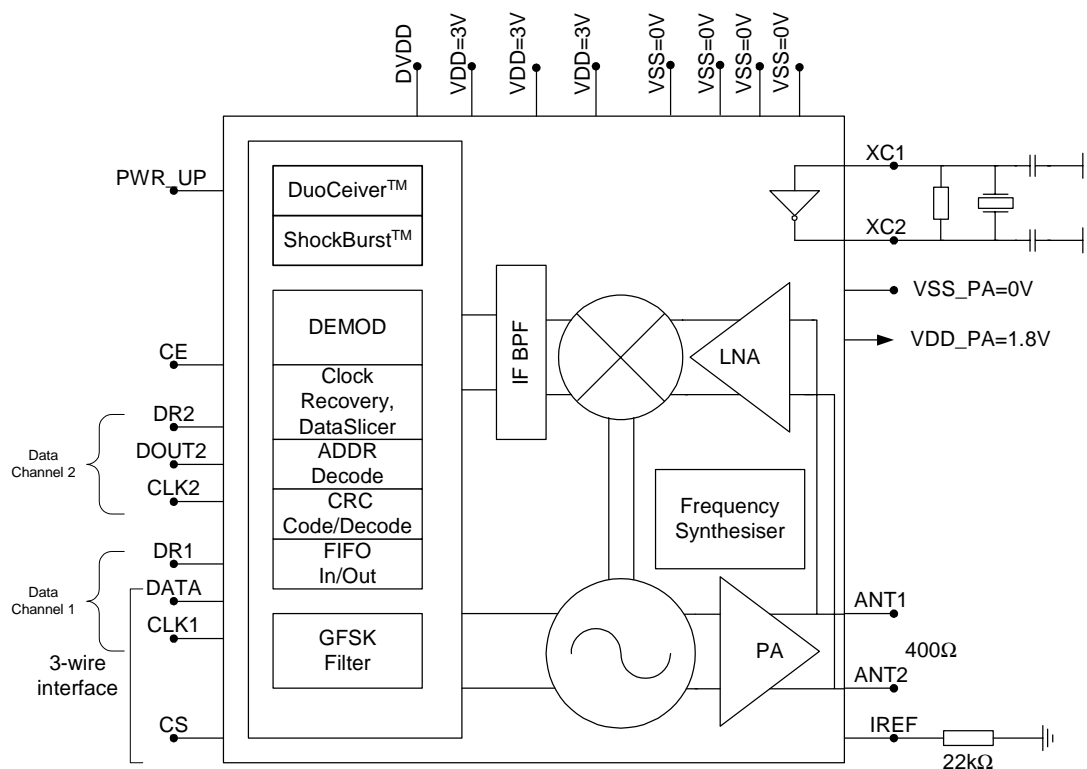 DVDD
VDD=3V
VDD=3V
VDD=3V
VSS=0V
VSS=0V
VSS=0V
VSS=0V
PWR_UP
DuoCeiver™
ShockBurst™
XC1
XC2
VSS_PA=0V
VDD_PA=1.8V
CE
DEMOD
Clock
Recovery,
DataSlicer
ADDR
Decode
CRC
Code/Decode
FIFO
In/Out
GFSK
Filter
IF BPF
LNA
Frequency
Synthesiser
PA
Data
Channel 2
DR2
DOUT2
CLK2
Data
Channel 1
DR1
DATA
CLK1
3-wire
interface
CS
ANT1
400Ω
ANT2
IREF
22kΩ